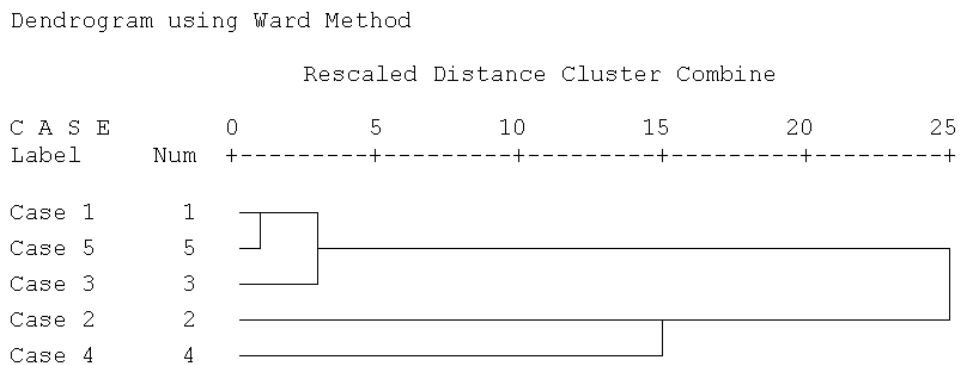 Dendrogram using Ward Method
Rescaled Distance Cluster Combine
C A S E 0 5 10 15 20 25
Label Num +---------+---------+---------+---------+---------+
Case 1 1
Case 5 5
Case 3 3
Case 2 2
Case 4 4